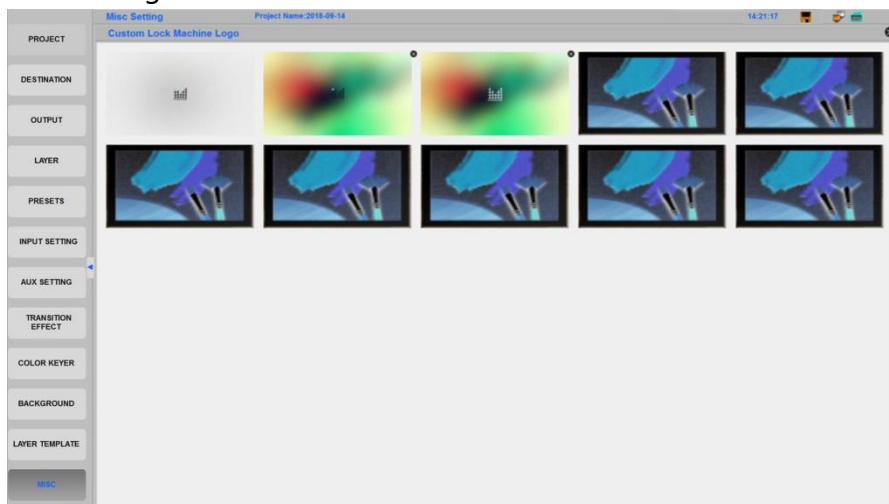 Misc Setting
Project Name:2018-09-14
14:21:17
Custom Lock Machine Logo
PROJECT
DESTINATION
OUTPUT
LAYER
PRESETS
INPUT SETTING
AUX SETTING
TRANSITION
EFFECT
COLOR KEYER
BACKGROUND
LAYER TEMPLATE
MISC